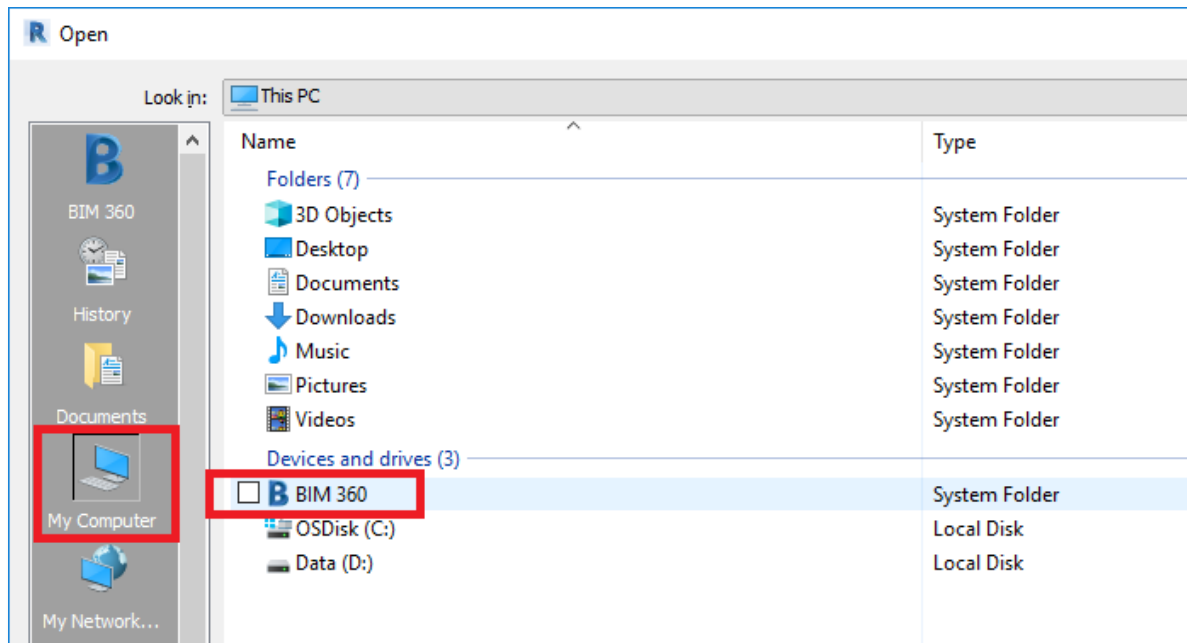 Open
Look in: This PC
Name Type
BIM 360
History
Documents
My Computer
My Network...
Folders (7)
3D Objects System Folder
Desktop System Folder
Documents System Folder
Downloads System Folder
Music System Folder
Pictures System Folder
Videos System Folder
Devices and drives (3)
BIM 360 System Folder
OSDisk (C:) Local Disk
Data (D:) Local Disk